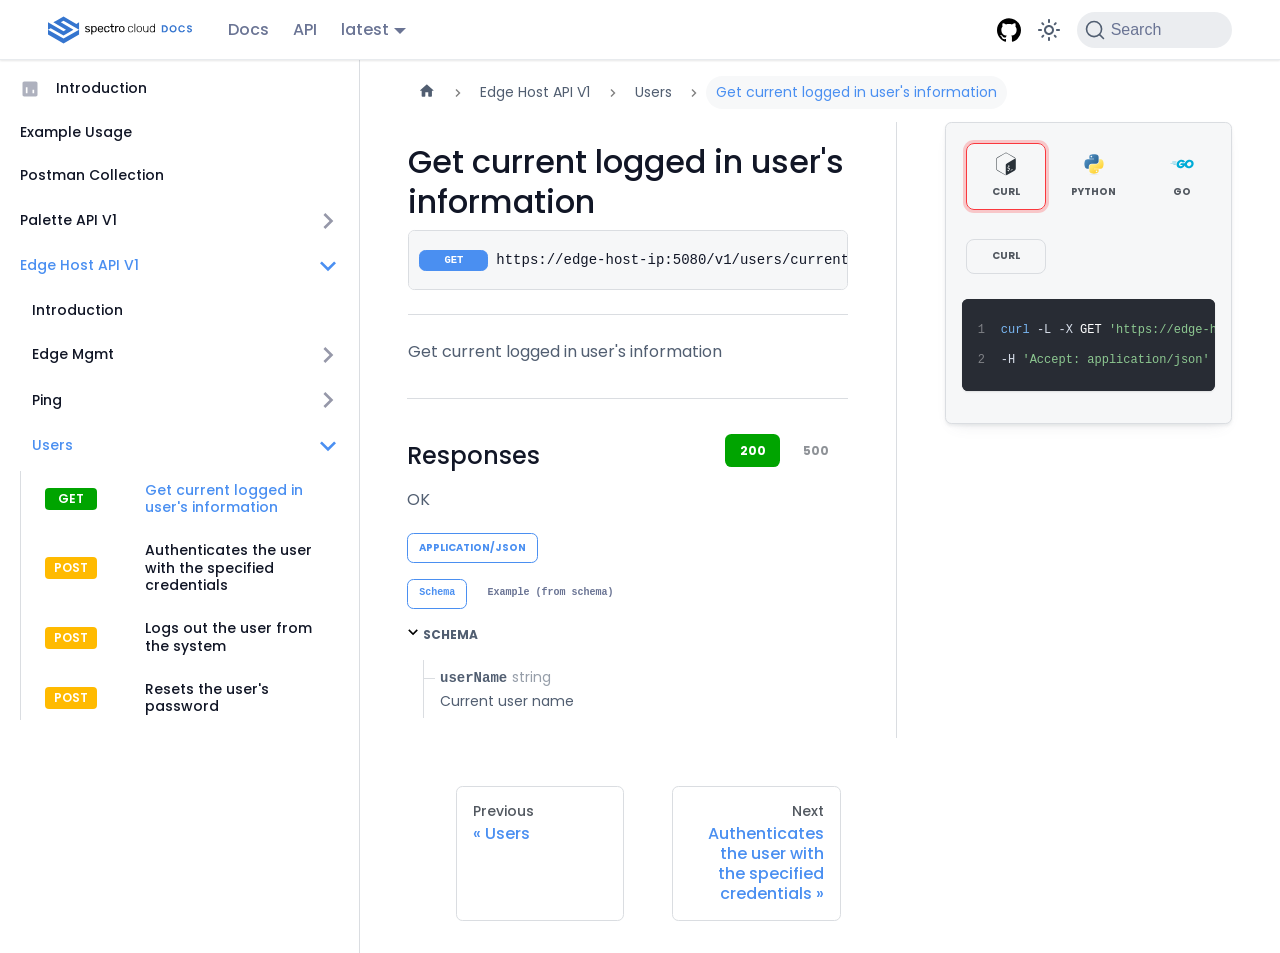 spectro cloud DOCS
Docs
API
latest
Search
Introduction
Example Usage
Postman Collection
Palette API V1
Edge Host API V1
Introduction
Edge Mgmt
Ping
Users
GET
Get current logged in
user's information
POST
Authenticates the user
with the specified
credentials
POST
Logs out the user from
the system
POST
Resets the user's
password
Edge Host API V1
Users
Get current logged in user's information
Get current logged in user's
information
GET
https://edge-host-ip:5080/v1/users/current
Get current logged in user's information
Responses
200
500
OK
APPLICATION/JSON
Schema
Example (from schema)
SCHEMA
userName string
Current user name
Previous
« Users
Next
Authenticates
the user with
the specified
credentials »
CURL
PYTHON
GO
CURL
1 curl -L -X GET 'https://edge-h
2 -H 'Accept: application/json'